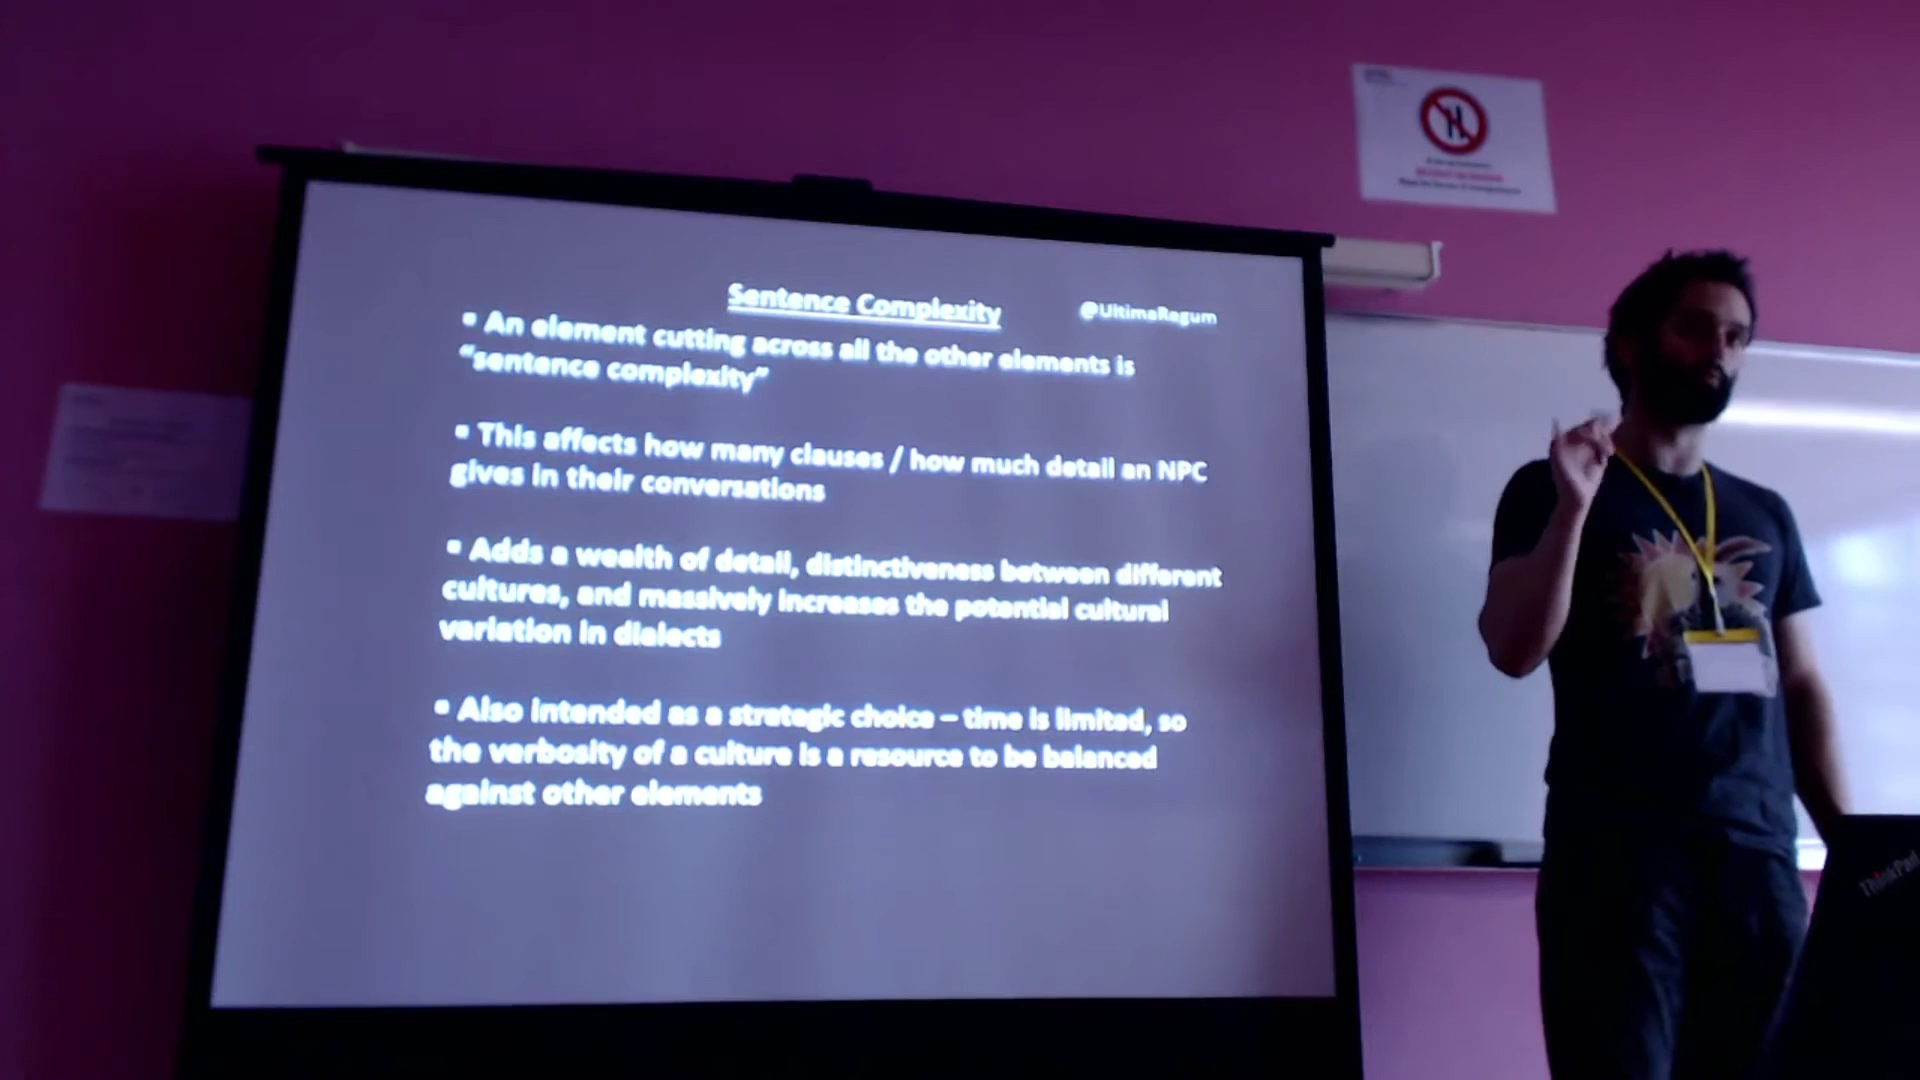 Sentence Complexity
@UltimaRagum
▪ An element cutting across all the other elements is
“sentence complexity”
▪ This affects how many clauses / how much detail an NPC
gives in their conversations
▪ Adds a wealth of detail, distinctiveness between different
cultures, and massively increases the potential cultural
variation in dialects
▪ Also intended as a strategic choice – time is limited, so
the verbosity of a culture is a resource to be balanced
against other elements
ThinkPad